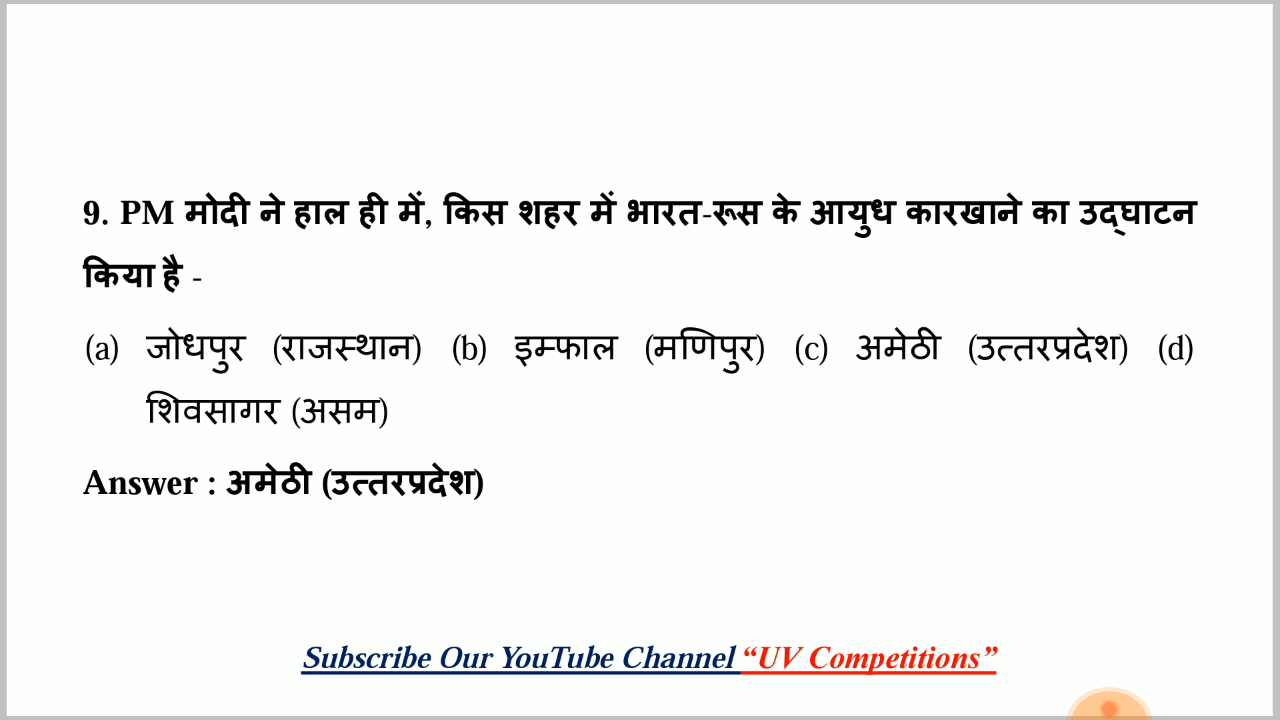 9. PM मोदी ने हाल ही में, किस शहर में भारत-रूस के आयुध कारखाने का उद्घाटन
किया है -
(a) जोधपुर (राजस्थान) (b) इम्फाल (मणिपुर) (c) अमेठी (उत्तरप्रदेश) (d)
शिवसागर (असम)
Answer : अमेठी (उत्तरप्रदेश)
Subscribe Our YouTube Channel “UV Competitions”